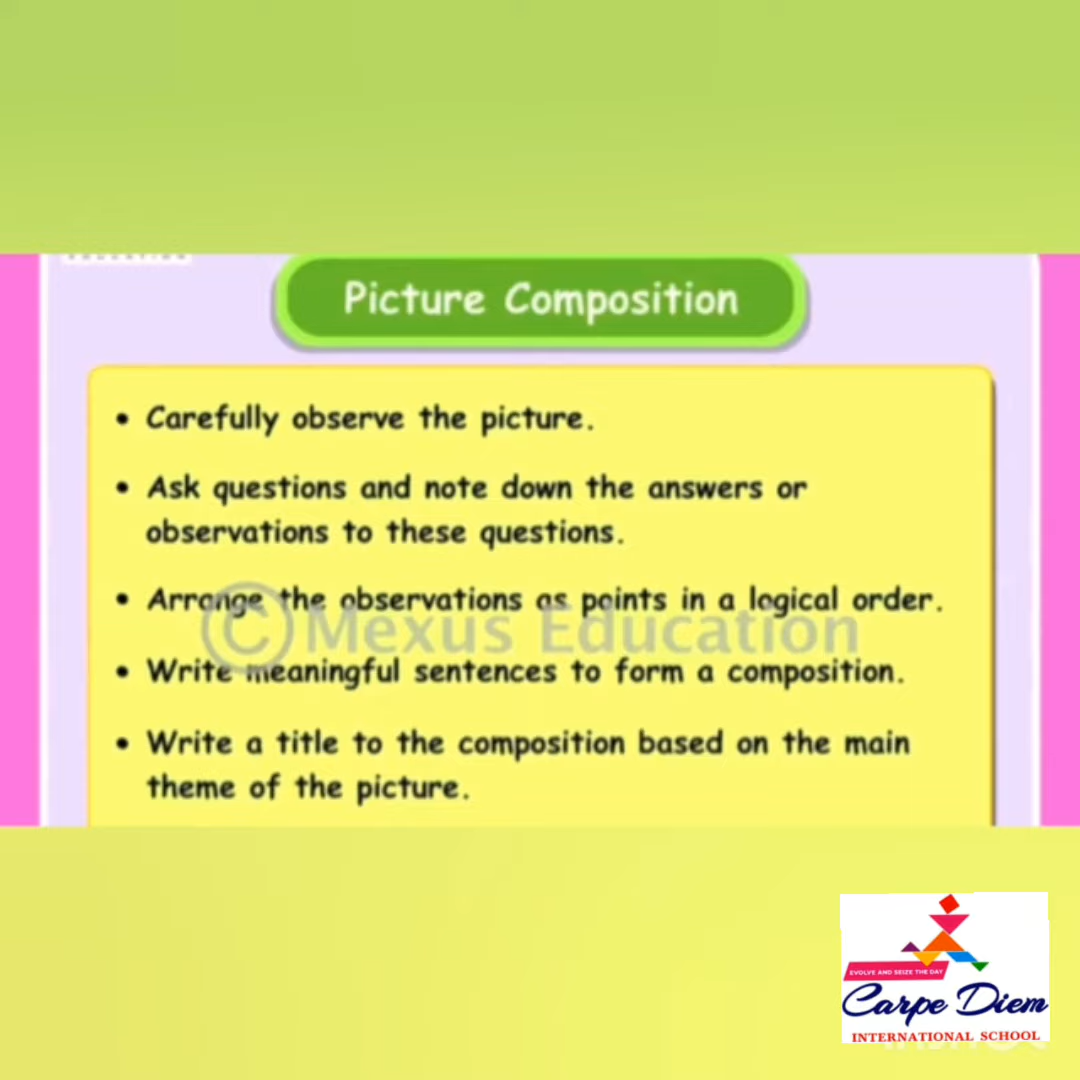 Picture Composition
• Carefully observe the picture.
• Ask questions and note down the answers or
observations to these questions.
• Arrange the observations as points in a logical order.
© Mexus Education
• Write meaningful sentences to form a composition.
• Write a title to the composition based on the main
theme of the picture.
EVOLVE AND SEIZE THE DAY
Carpe Diem
INTERNATIONAL SCHOOL